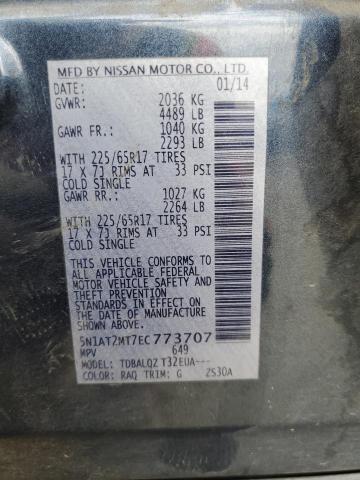 MFD BY NISSAN MOTOR CO., LTD.
DATE: 01/14
GVWR: 2036 KG
4489 LB
GAWR FR.: 1040 KG
2293 LB
WITH 225/65R17 TIRES
17 X 7J RIMS AT 33 PSI
COLD SINGLE
GAWR RR.: 1027 KG
2264 LB
WITH 225/65R17 TIRES
17 X 7J RIMS AT 33 PSI
COLD SINGLE
THIS VEHICLE CONFORMS TO
ALL APPLICABLE FEDERAL
MOTOR VEHICLE SAFETY
AND THEFT PREVENTION
STANDARDS IN EFFECT ON
THE DATE OF MANUFACTURE
SHOWN ABOVE.
5N1AT2MT7EC773707
MPV 649
MODEL: TDBALQZ T32EUA---
COLOR: RAQ TRIM: G ZS30A